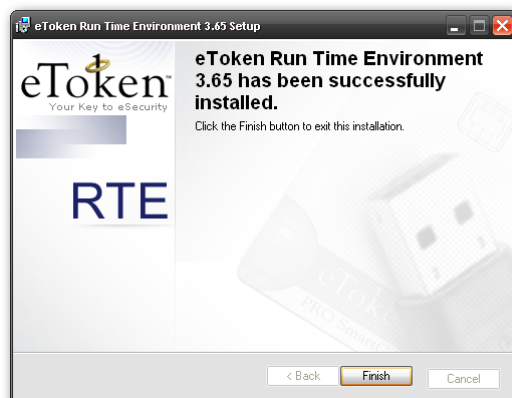 eToken Run Time Environment 3.65 Setup
eToken
Your Key to eSecurity
RTE
eToken Run Time Environment
3.65 has been successfully
installed.
Click the Finish button to exit this installation.
eToken
PRO Smartc
< Back
Finish
Cancel